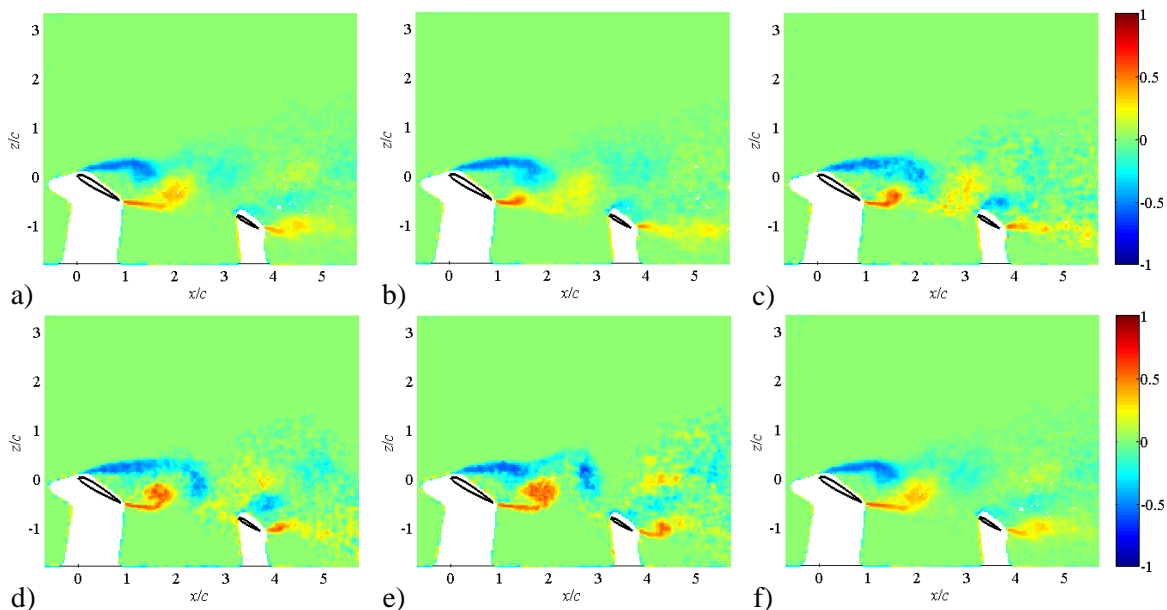 3 3 3 1
2 2 2 0.5
z/c 1 z/c 1 z/c 1
0 0 0 0
-1 -1 -1 -0.5
0 1 2 3 4 5 0 1 2 3 4 5 0 1 2 3 4 5 -1
a) x/c b) x/c c) x/c
3 3 3 1
2 2 2 0.5
z/c 1 z/c 1 z/c 1
0 0 0 0
-1 -1 -1 -0.5
0 1 2 3 4 5 0 1 2 3 4 5 0 1 2 3 4 5 -1
d) x/c e) x/c f) x/c